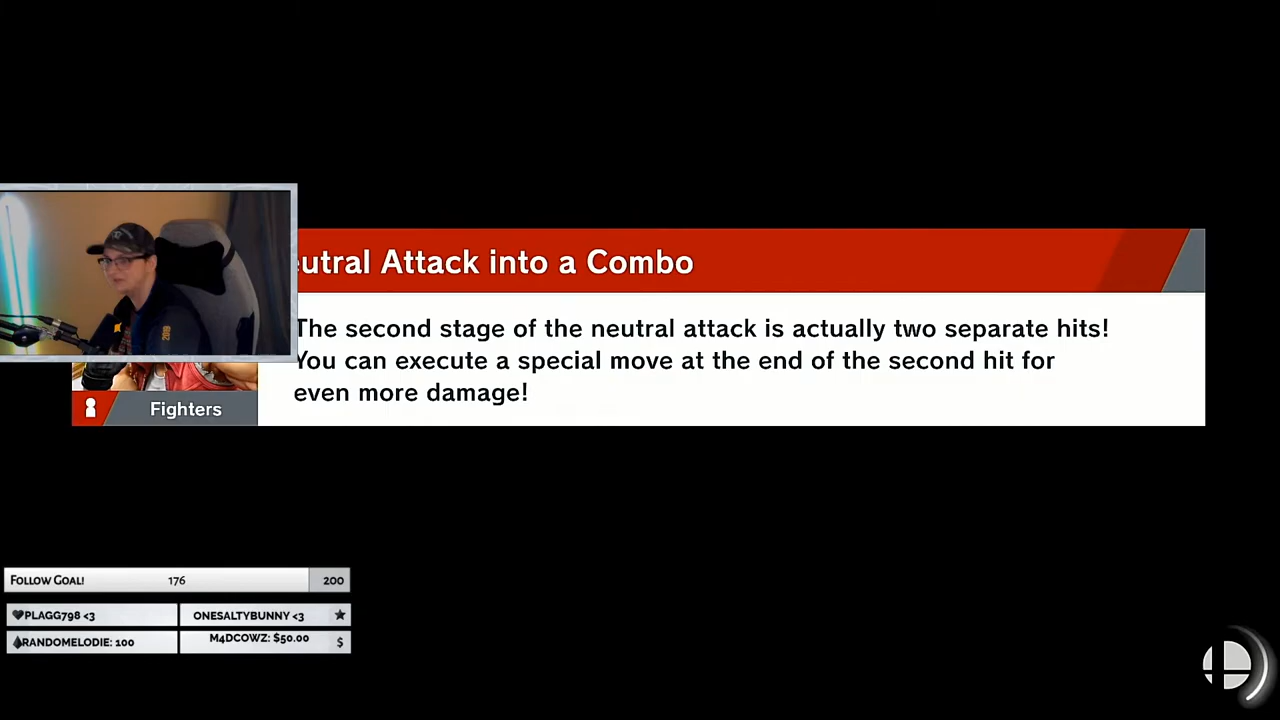 eutral Attack into a Combo
The second stage of the neutral attack is actually two separate hits!
You can execute a special move at the end of the second hit for
even more damage!
Fighters
FOLLOW GOAL! 176 200
PLAGG798 <3 ONESALTYBUNNY <3
RANDOMELODIE: 100 M4DCOWZ: $50.00 $
2019